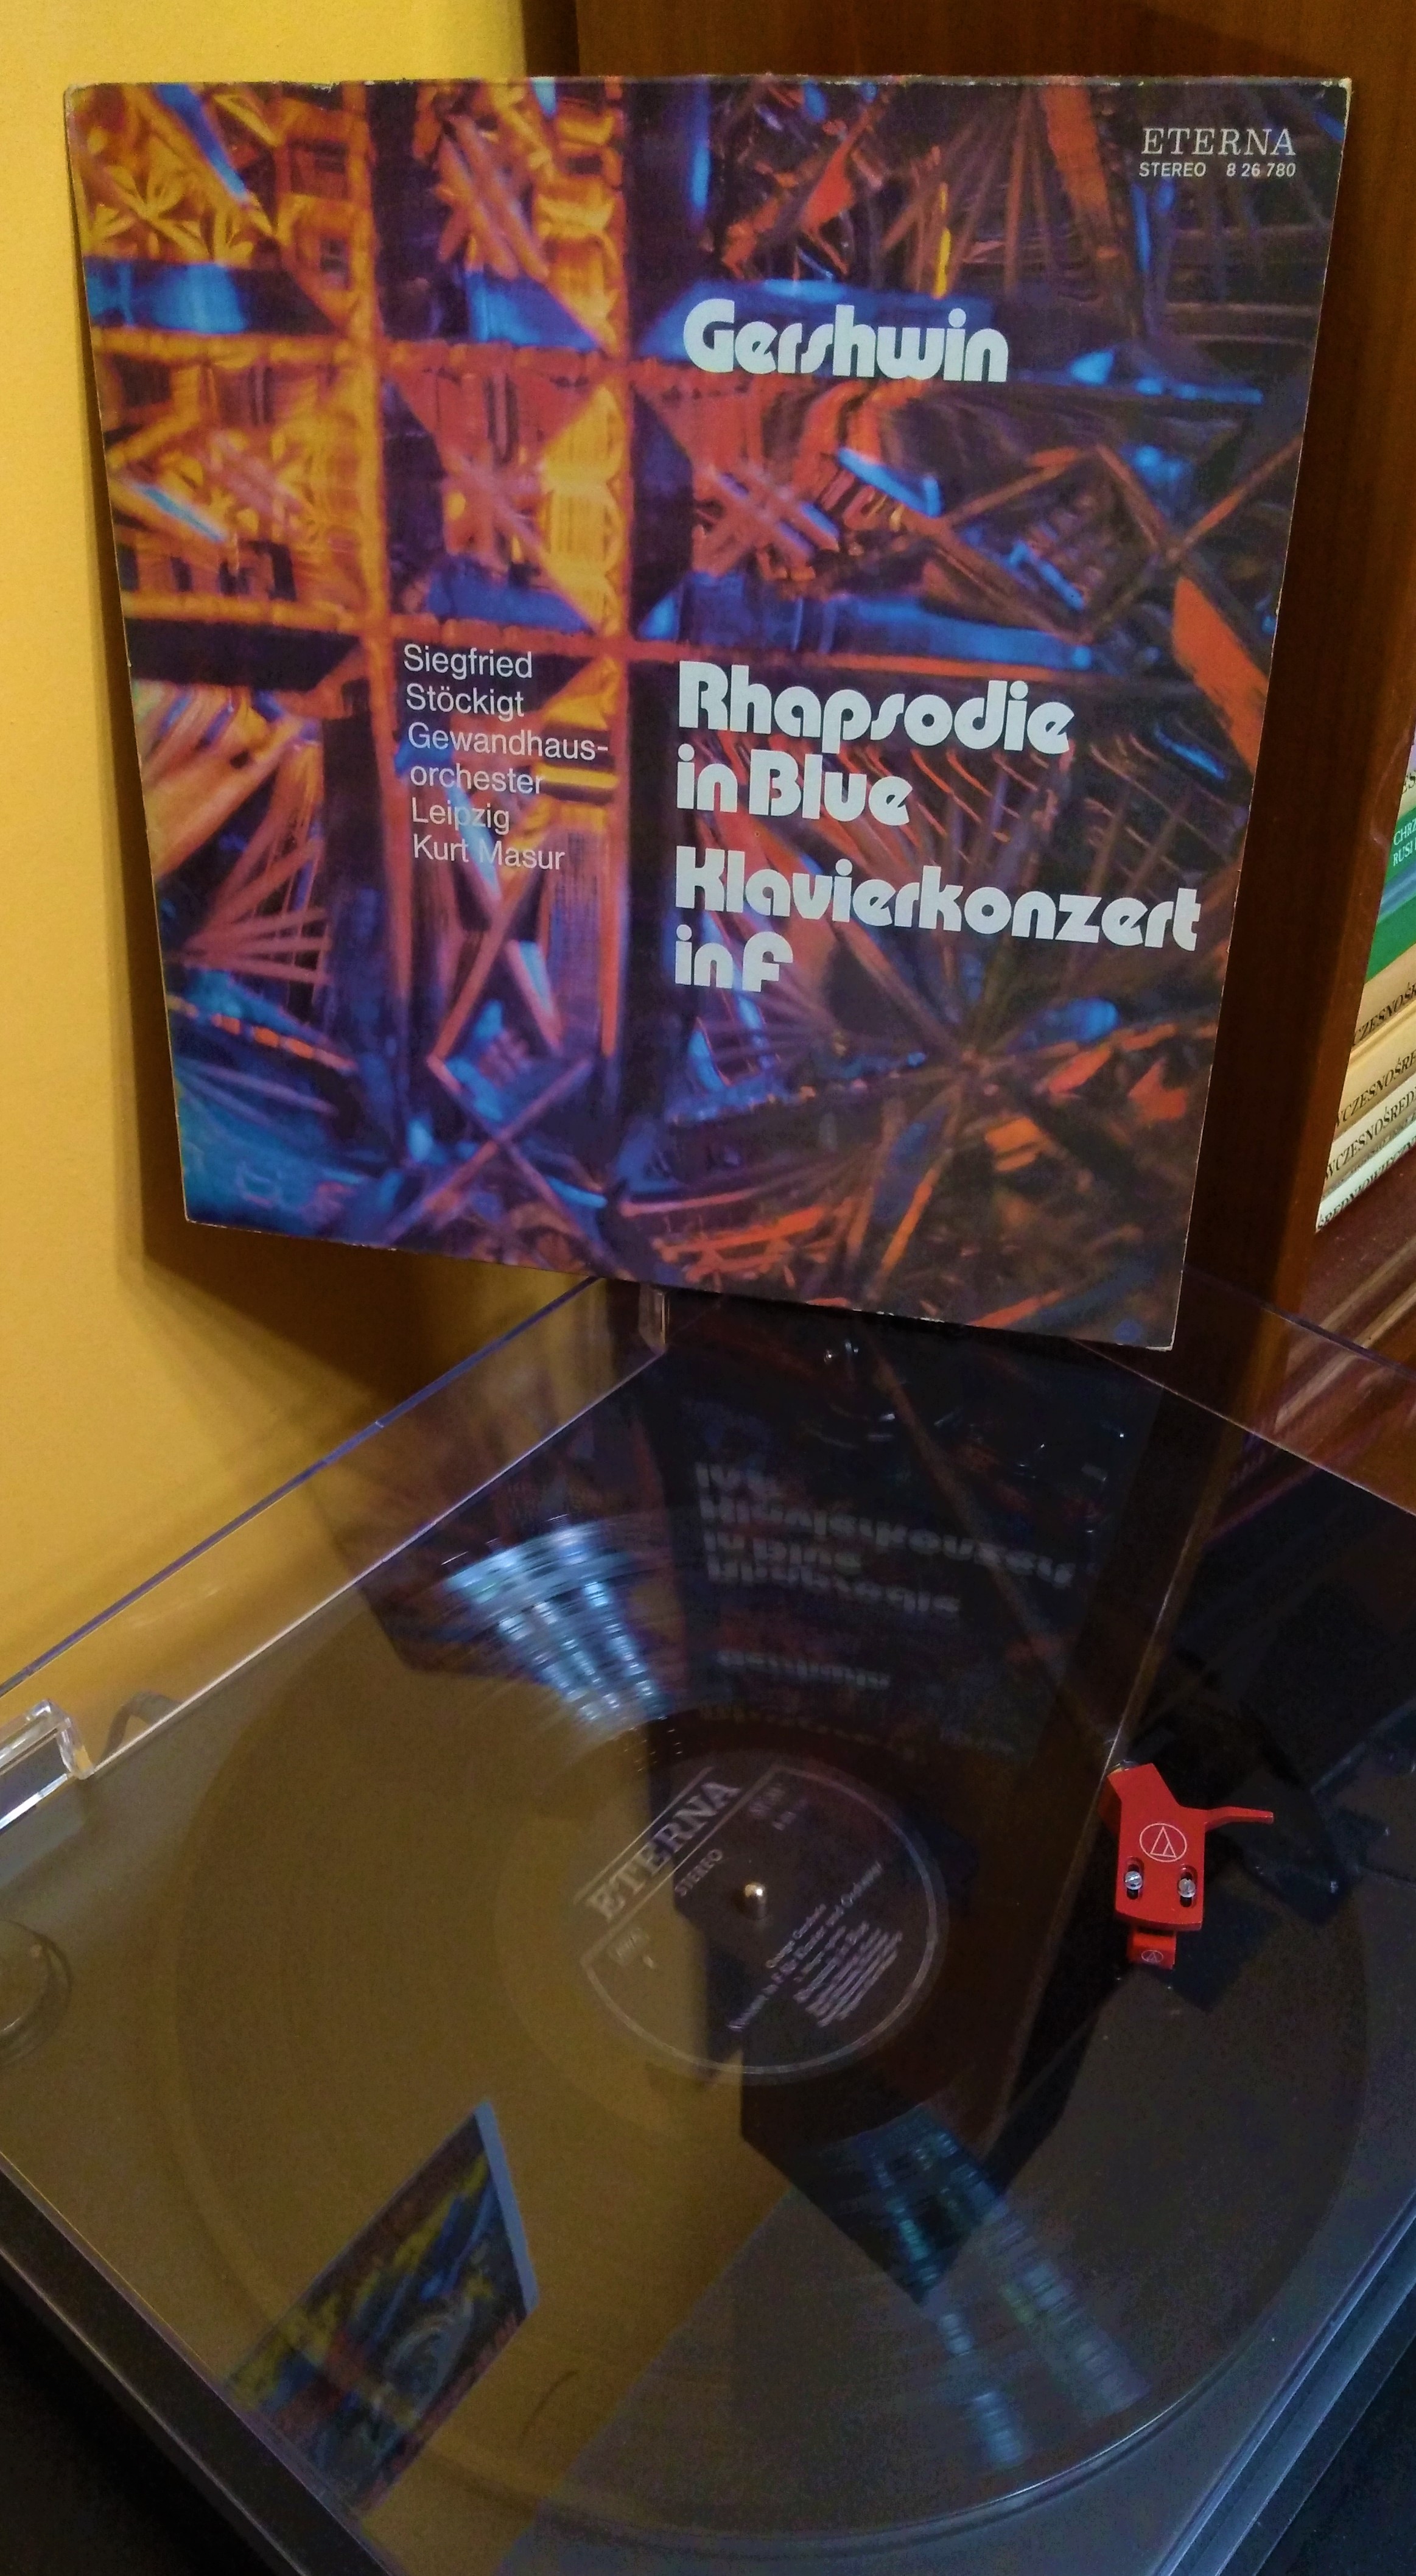 ETERNA
STEREO 8 26 780
Gershwin
Siegfried
Stöckigt
Gewandhaus-
orchester
Leipzig
Kurt Masur
Rhapsodie
in Blue
Klavierkonzert
in F
ETERNA
STEREO